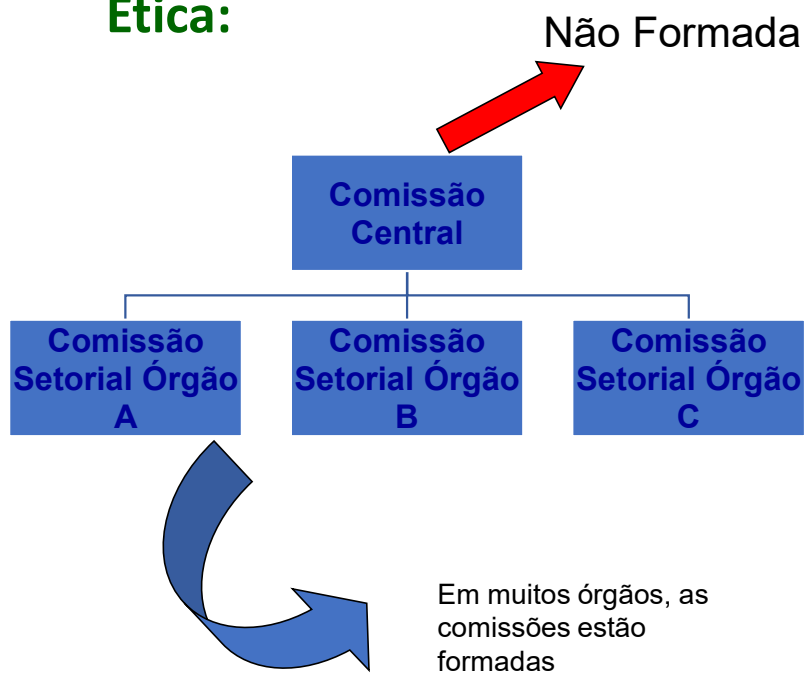 Ética:
Não Formada
Comissão
Central
Comissão
Setorial Órgão
A
Comissão
Setorial Órgão
B
Comissão
Setorial Órgão
C
Em muitos órgãos, as
comissões estão
formadas